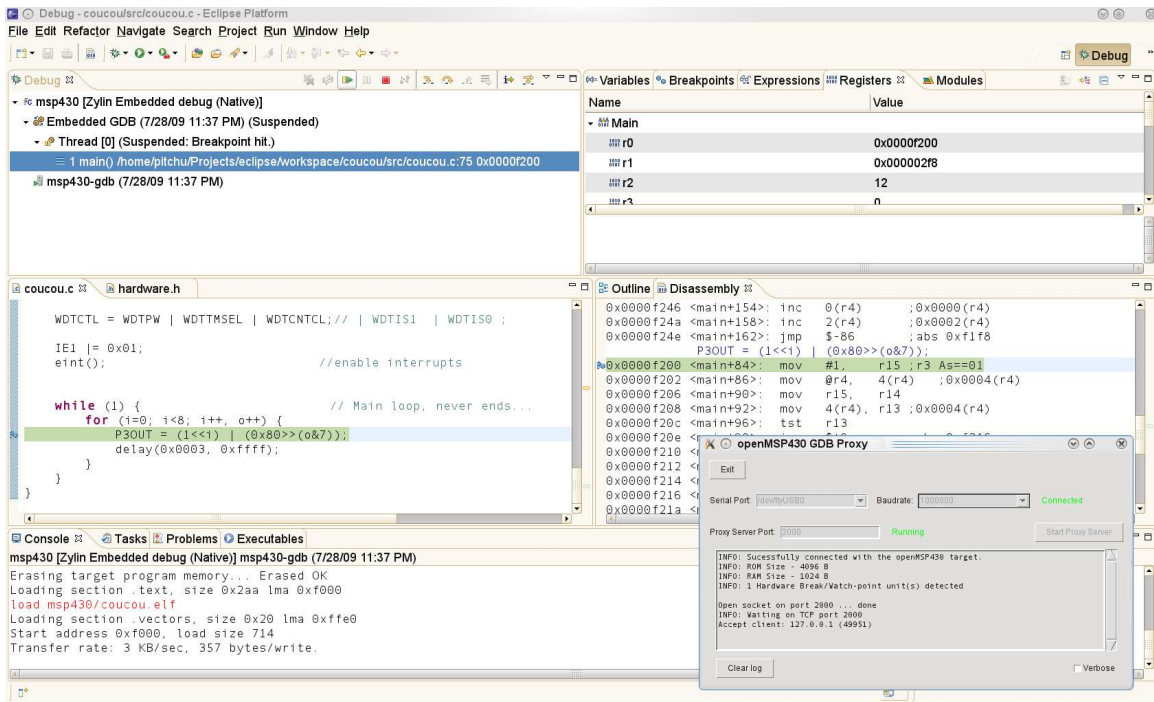 Debug - coucou/src/coucou.c - Eclipse Platform
File Edit Refactor Navigate Search Project Run Window Help
Debug
Debug
msp430 [Zylin Embedded debug (Native)]
Embedded GDB (7/28/09 11:37 PM) (Suspended)
Thread [0] (Suspended: Breakpoint hit.)
1 main() /home/pitchu/Projects/eclipse/workspace/coucou/src/coucou.c:75 0x0000f200
msp430-gdb (7/28/09 11:37 PM)
Variables Breakpoints Expressions Registers Modules
Name Value
Main
r0 0x0000f200
r1 0x000002f8
r2 12
r3 0
coucou.c hardware.h
WDTCTL = WDTPW | WDTTMSEL | WDTCNTCL;// | WDTIS1 | WDTIS0 ;
IE1 |= 0x01;
eint(); //enable interrupts
while (1) { // Main loop, never ends...
for (i=0; i<8; i++, o++) {
P3OUT = (1<<i) | (0x80>>(o&7));
delay(0x0003, 0xffff);
}
}
}
Outline Disassembly
0x0000f246 <main+154>: inc 0(r4) ;0x0000(r4)
0x0000f24a <main+158>: inc 2(r4) ;0x0002(r4)
0x0000f24e <main+162>: jmp $-86 ;abs 0xf1f8
P3OUT = (1<<i) | (0x80>>(o&7));
0x0000f200 <main+84>: mov #1, r15 ;r3 As==01
0x0000f202 <main+86>: mov @r4, 4(r4) ;0x0004(r4)
0x0000f206 <main+90>: mov r15, r14
0x0000f208 <main+92>: mov 4(r4), r13 ;0x0004(r4)
0x0000f20c <main+96>: tst r13
0x0000f20e
0x0000f210
0x0000f212
0x0000f214
0x0000f216
0x0000f21a
Console Tasks Problems Executables
msp430 [Zylin Embedded debug (Native)] msp430-gdb (7/28/09 11:37 PM)
Erasing target program memory... Erased OK
Loading section .text, size 0x2aa lma 0xf000
load msp430/coucou.elf
Loading section .vectors, size 0x20 lma 0xffe0
Start address 0xf000, load size 714
Transfer rate: 3 KB/sec, 357 bytes/write.
openMSP430 GDB Proxy
Exit
Serial Port: /dev/ttyUSB0 Baudrate: 1000000 Connected
Proxy Server Port: 2000 Running Start Proxy Server
INFO: Sucessfully connected with the openMSP430 target.
INFO: ROM Size - 4096 B
INFO: RAM Size - 1024 B
INFO: 1 Hardware Break/Watch-point unit(s) detected
Open socket on port 2000 ... done
INFO: Waiting on TCP port 2000
Accept client: 127.0.0.1 (49951)
Clear log Verbose